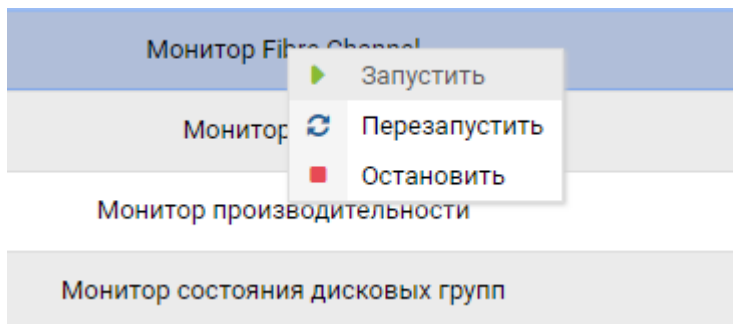 Монитор Fibre Channel
Запустить
Монитор
Перезапустить
Остановить
Монитор производительности
Монитор состояния дисковых групп